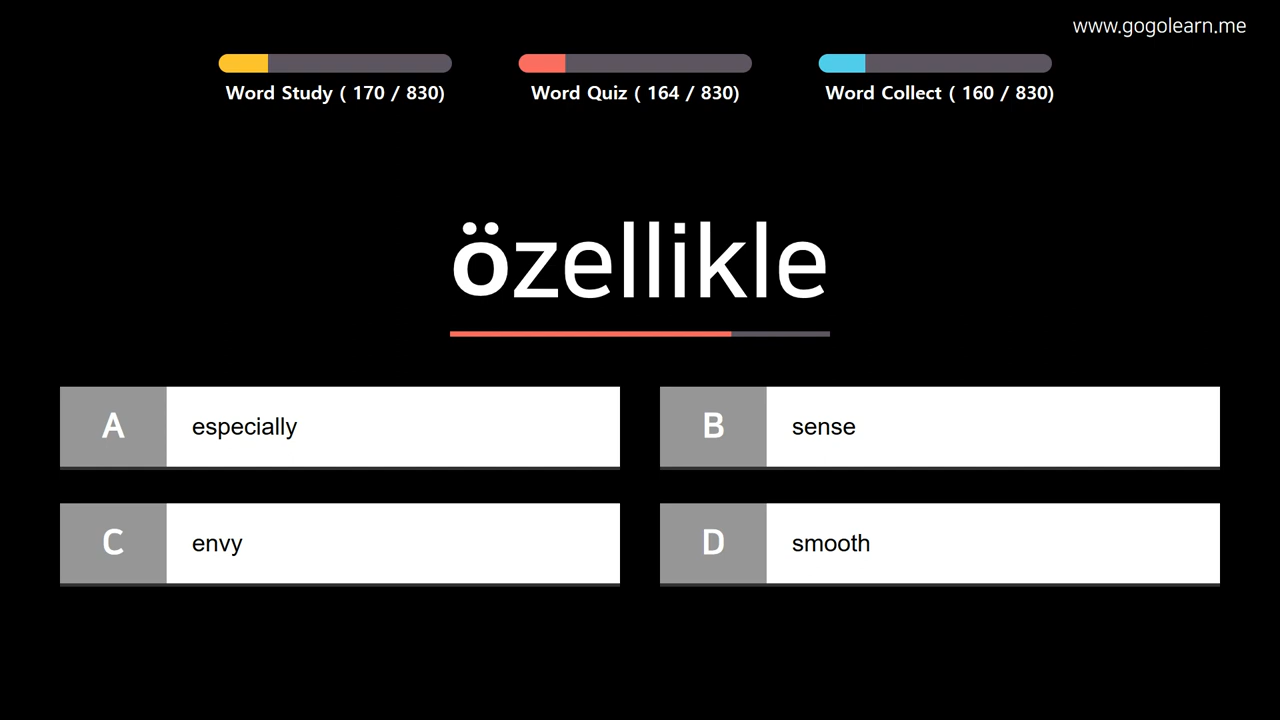 www.gogolearn.me
Word Study ( 170 / 830)
Word Quiz ( 164 / 830)
Word Collect ( 160 / 830)
özellikle
A especially
B sense
C envy
D smooth